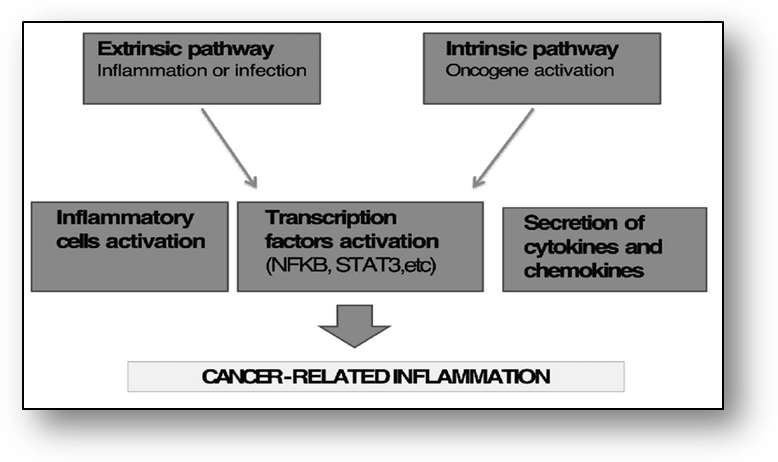 Extrinsic pathway
Inflammation or infection
Intrinsic pathway
Oncogene activation
Inflammatory
cells activation
Transcription
factors activation
(NFKB, STAT3,etc)
Secretion of
cytokines and
chemokines
CANCER-RELATED INFLAMMATION